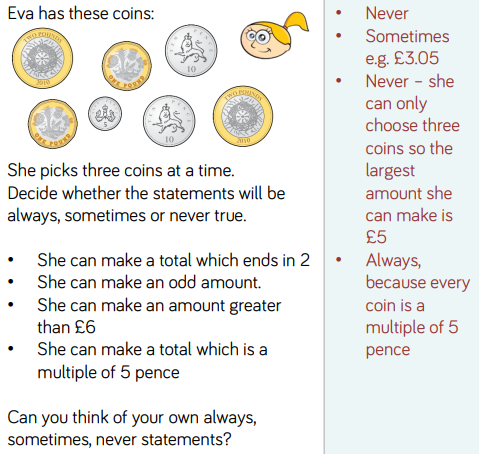 Eva has these coins:
TWO POUNDS
2010
ONE POUND
10
ONE POUND
5
10
TWO POUNDS
2010
She picks three coins at a time.
Decide whether the statements will be
always, sometimes or never true.
• She can make a total which ends in 2
• She can make an odd amount.
• She can make an amount greater
than £6
• She can make a total which is a
multiple of 5 pence
Can you think of your own always,
sometimes, never statements?
• Never
• Sometimes
e.g. £3.05
• Never – she
can only
choose three
coins so the
largest
amount she
can make is
£5
• Always,
because every
coin is a
multiple of 5
pence